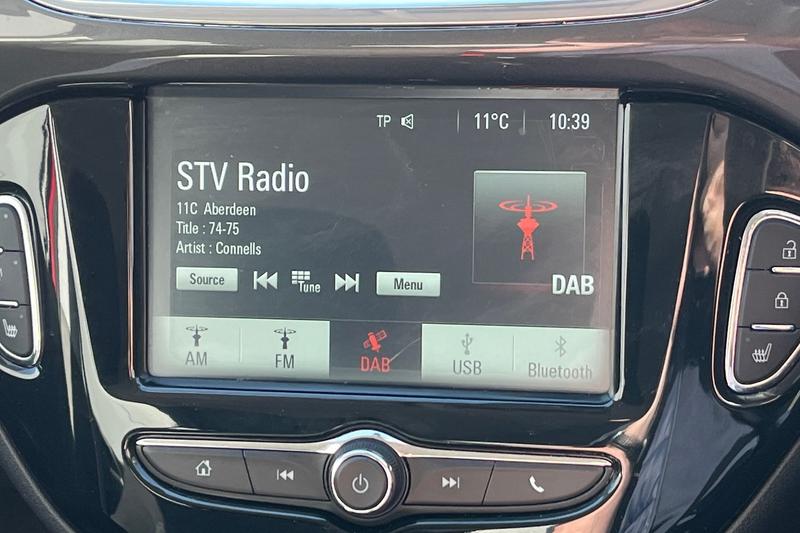 TP 11°C 10:39
STV Radio
11C Aberdeen
Title : 74-75
Artist : Connells
DAB
Source Tune Menu
AM FM DAB USB Bluetooth